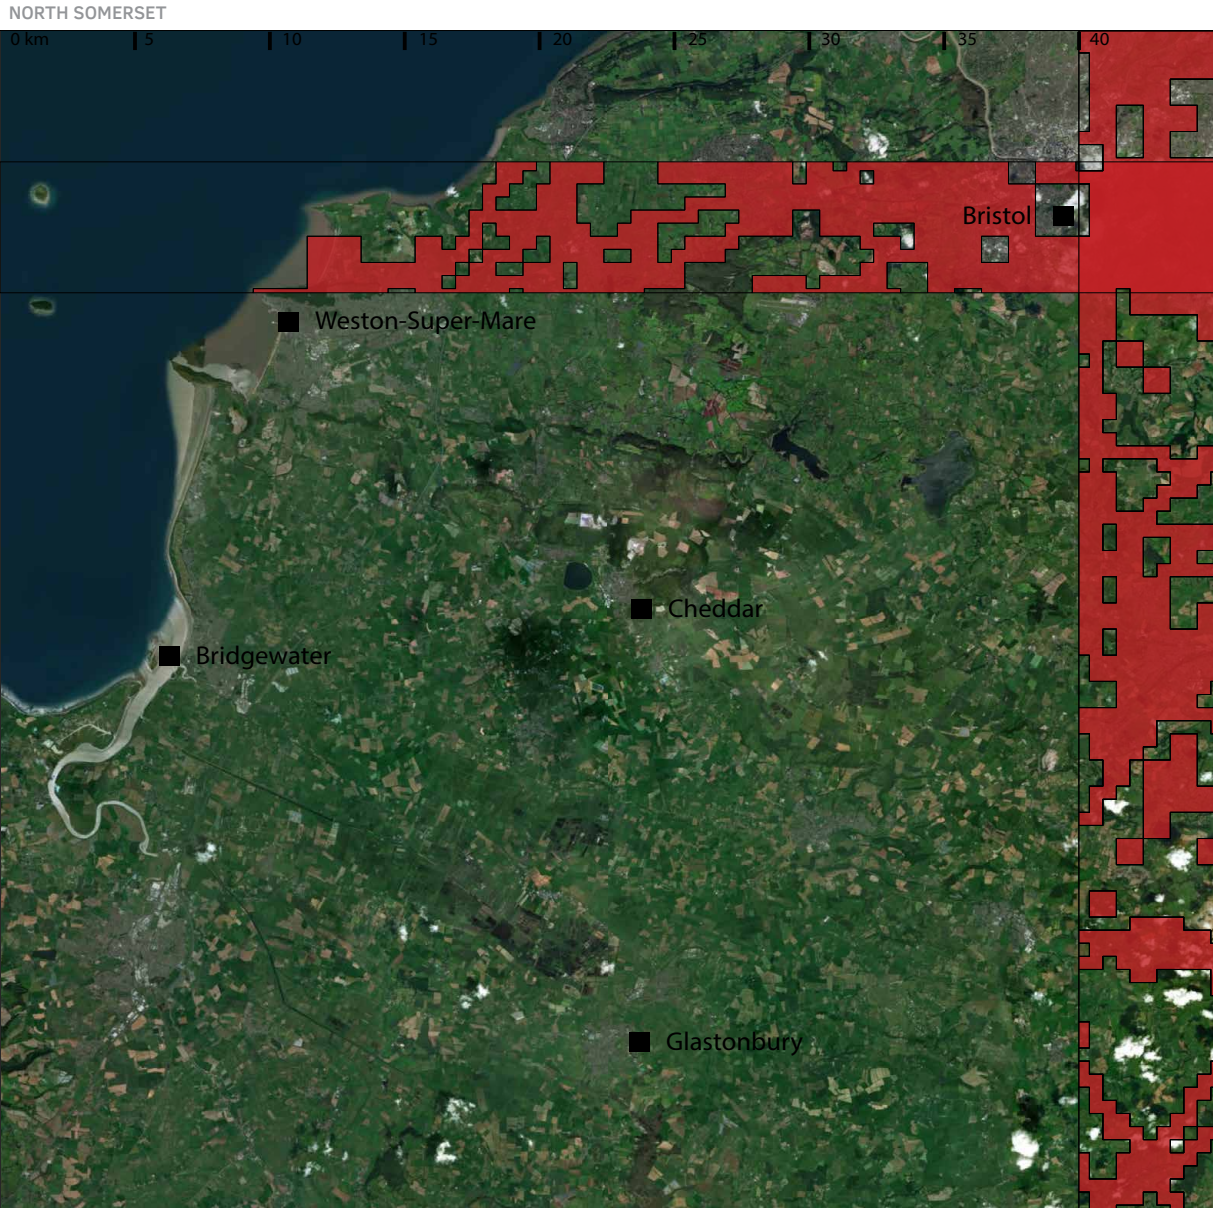 NORTH SOMERSET
0 km 5 10 15 20 25 30 35 40
Bristol
Weston-Super-Mare
Cheddar
Bridgewater
Glastonbury